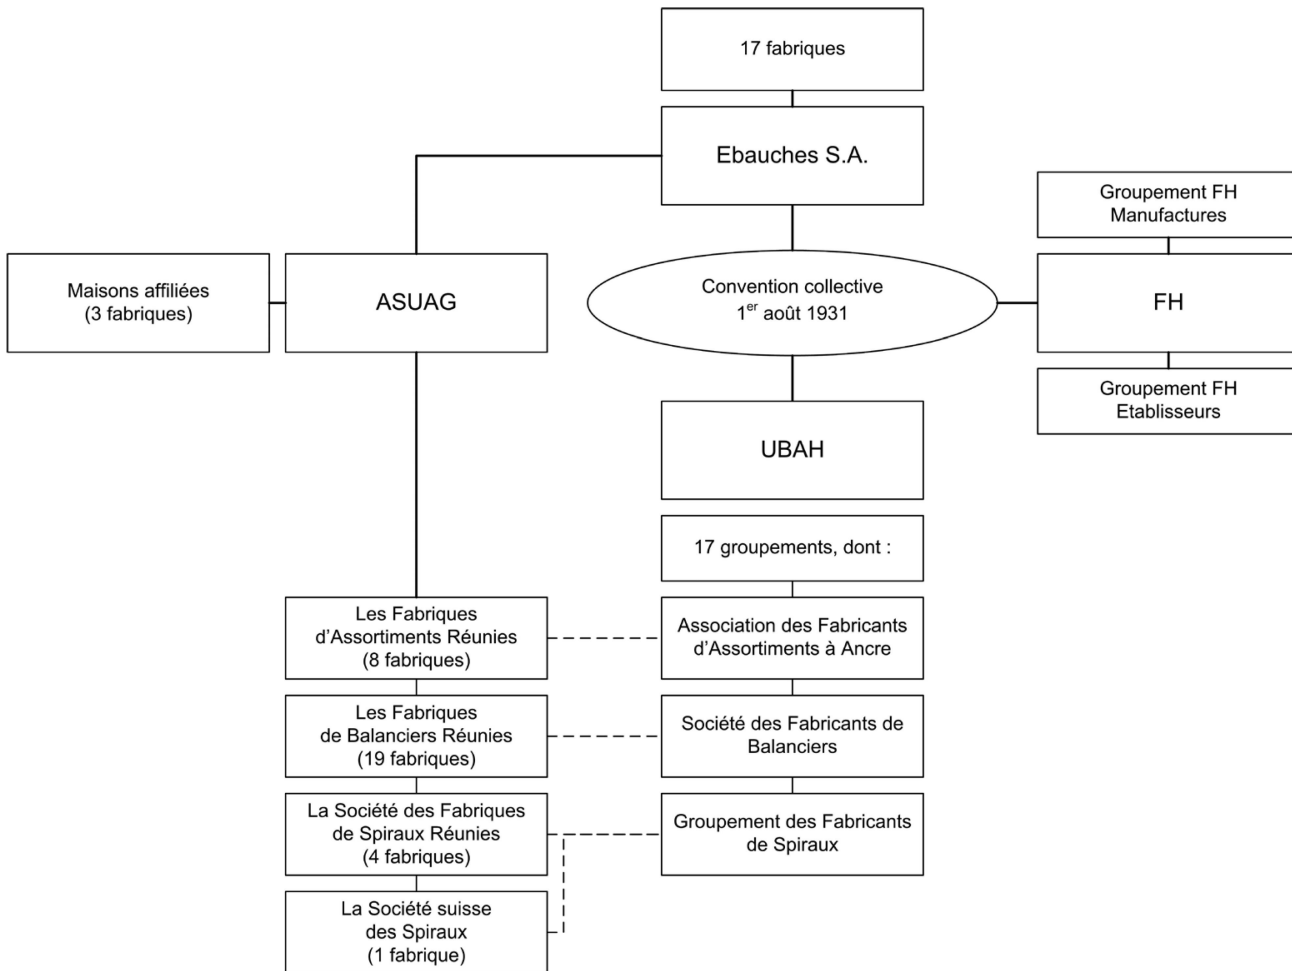 17 fabriques
Ebauches S.A.
Groupement FH
Manufactures
Maisons affiliées
(3 fabriques)
ASUAG
Convention collective
1er août 1931
FH
Groupement FH
Etablisseurs
UBAH
17 groupements, dont :
Les Fabriques
d'Assortiments Réunies
(8 fabriques)
Association des Fabricants
d'Assortiments à Ancre
Les Fabriques
de Balanciers Réunies
(19 fabriques)
Société des Fabricants de
Balanciers
La Société des Fabriques
de Spiraux Réunies
(4 fabriques)
Groupement des Fabricants
de Spiraux
La Société suisse
des Spiraux
(1 fabrique)